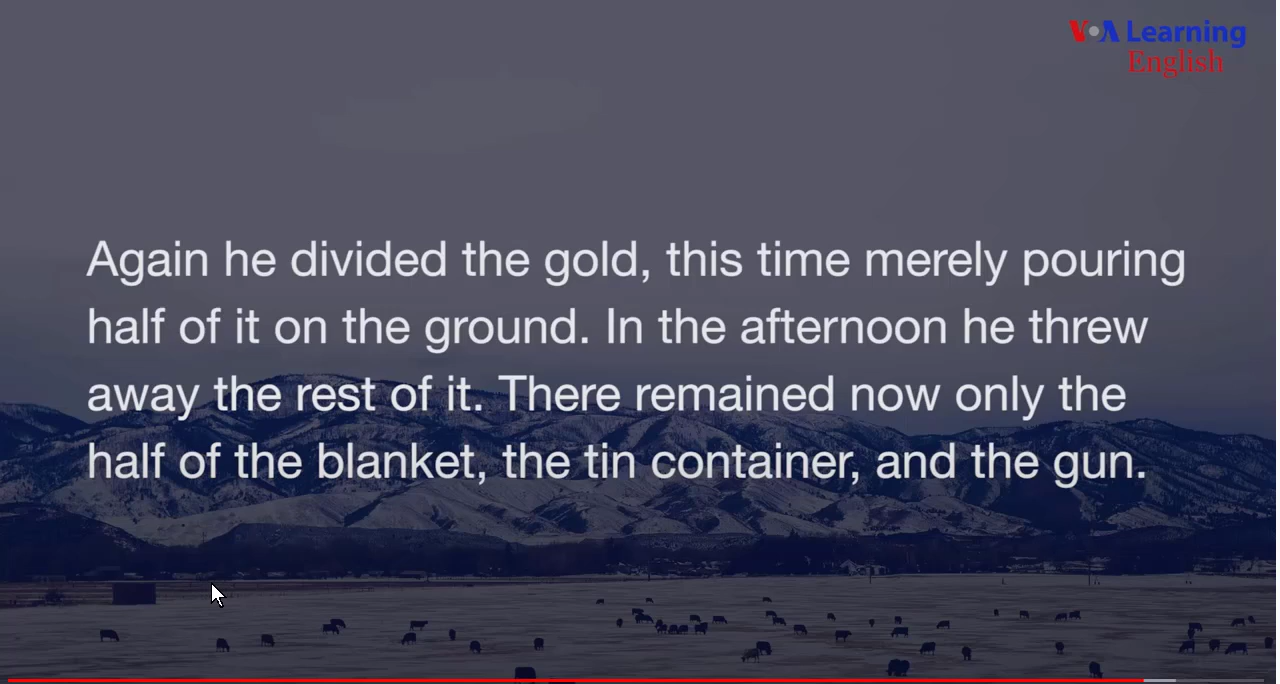 VOA Learning
English
Again he divided the gold, this time merely pouring
half of it on the ground. In the afternoon he threw
away the rest of it. There remained now only the
half of the blanket, the tin container, and the gun.